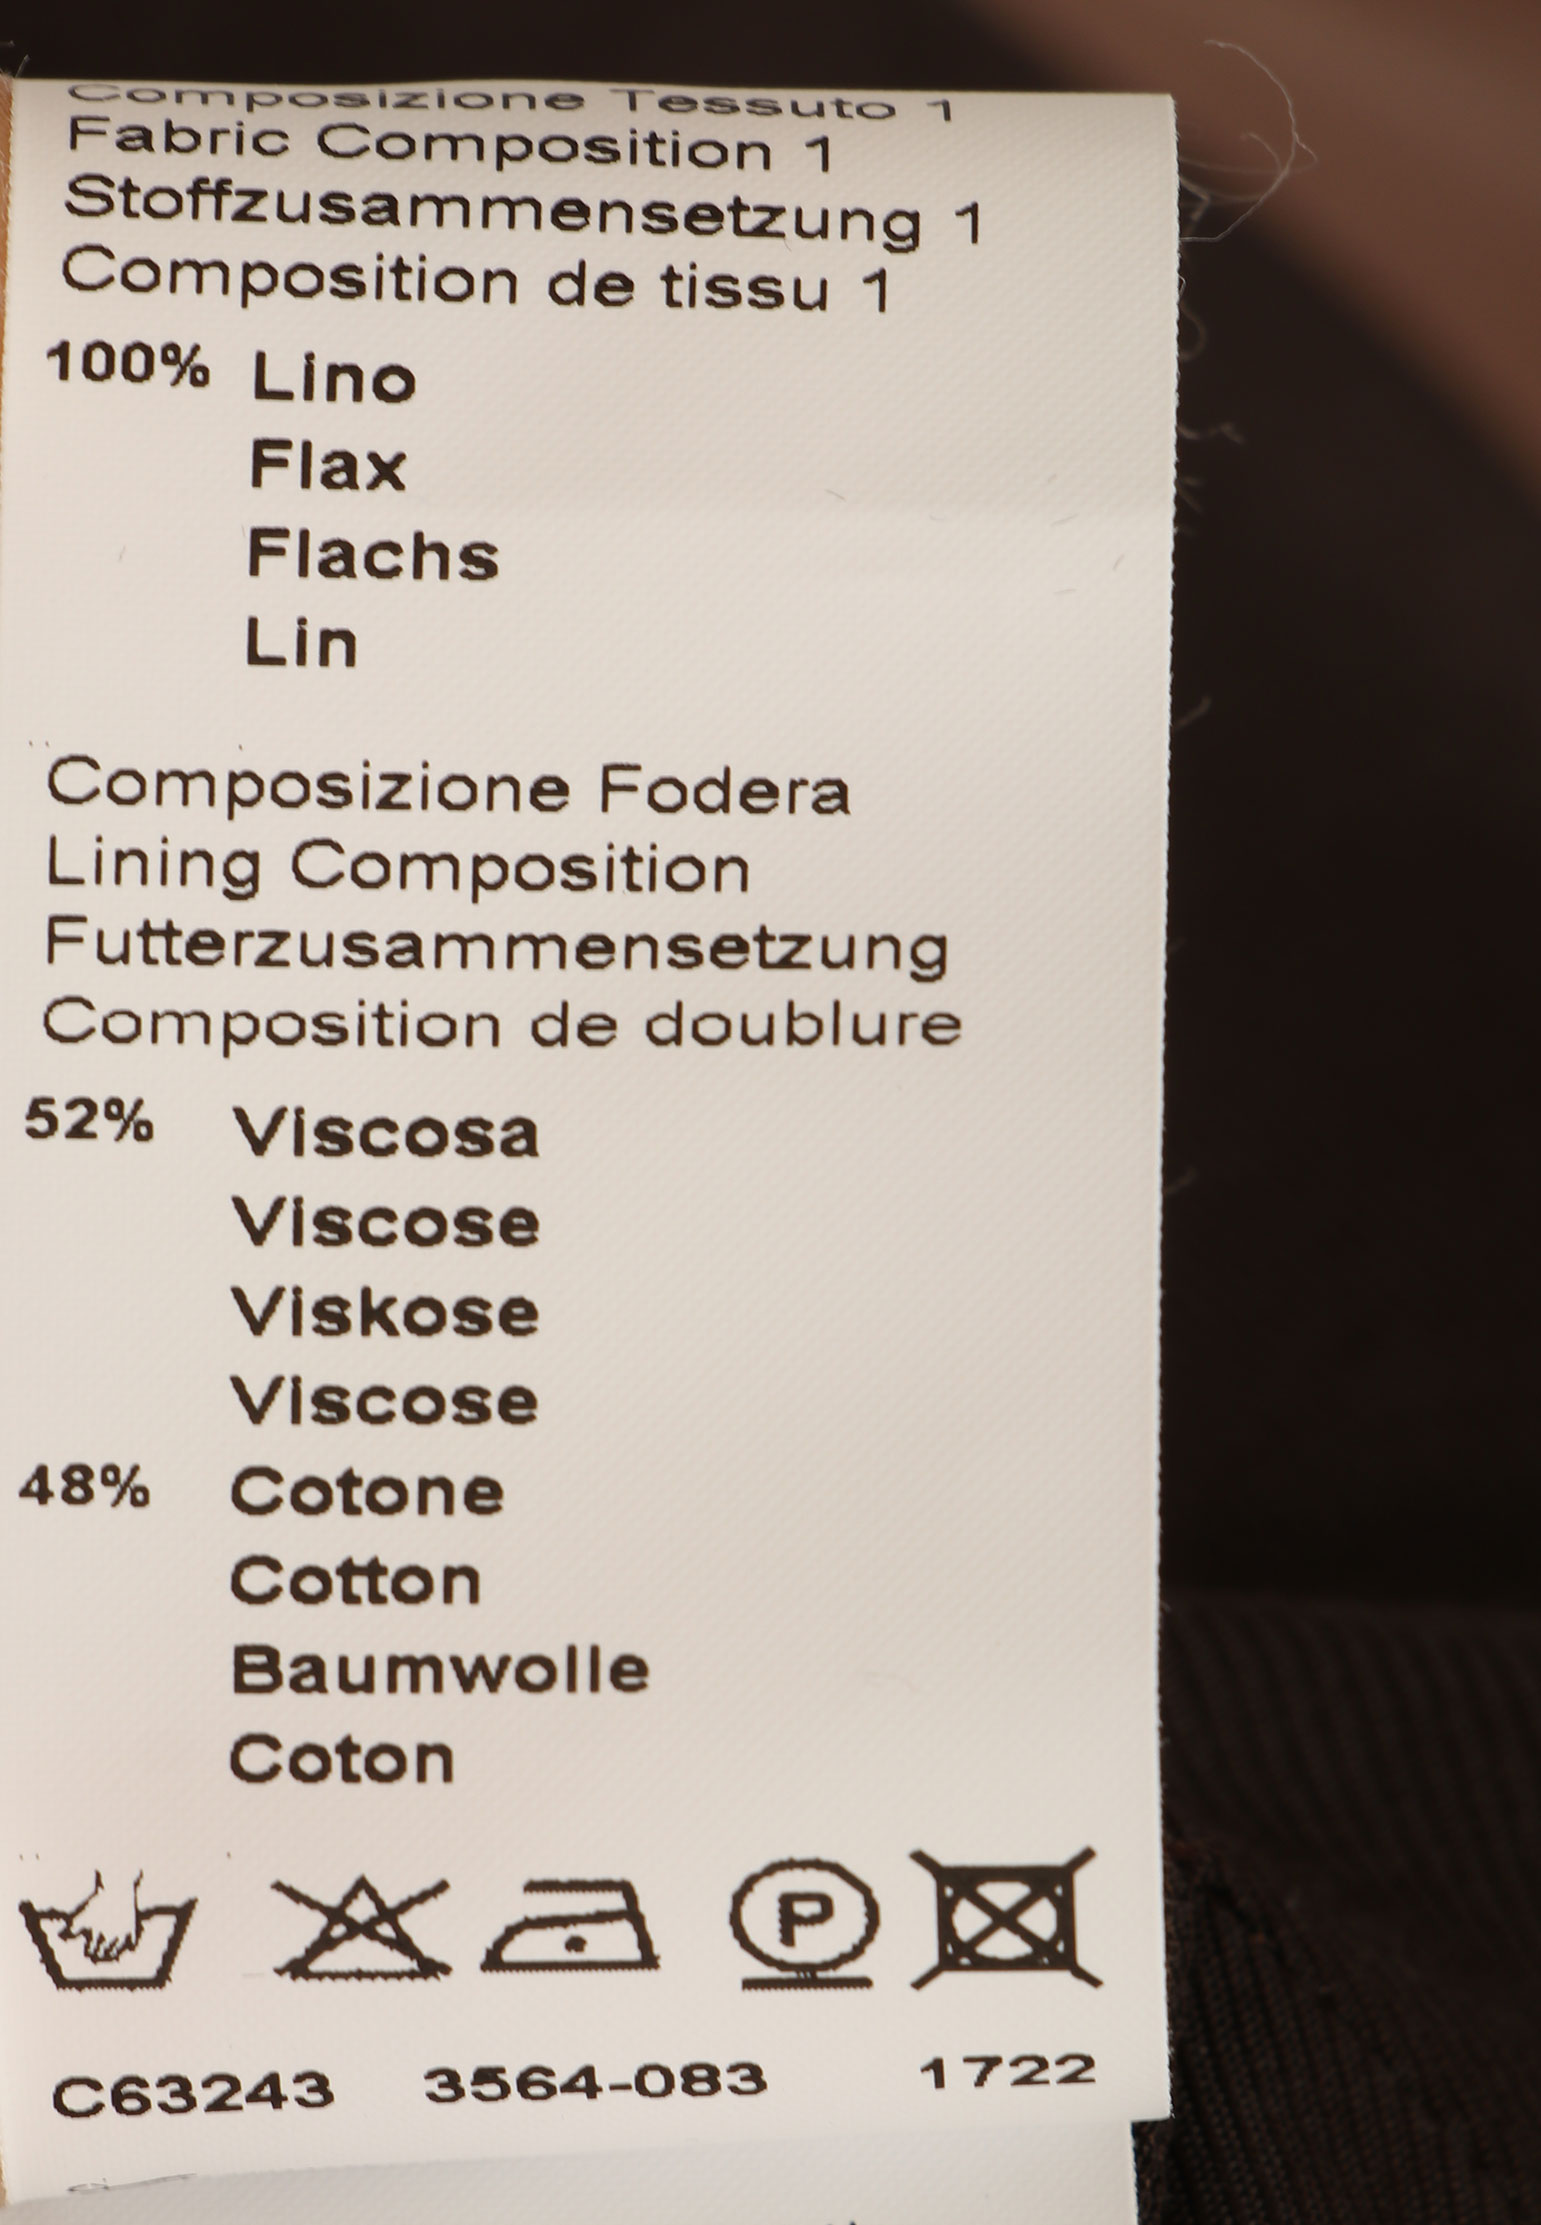 Composizione Tessuto 1
Fabric Composition 1
Stoffzusammensetzung 1
Composition de tissu 1
100% Lino
Flax
Flachs
Lin
Composizione Fodera
Lining Composition
Futterzusammensetzung
Composition de doublure
52% Viscosa
Viscose
Viskose
Viscose
48% Cotone
Cotton
Baumwolle
Coton
P
C63243 3564-083 1722